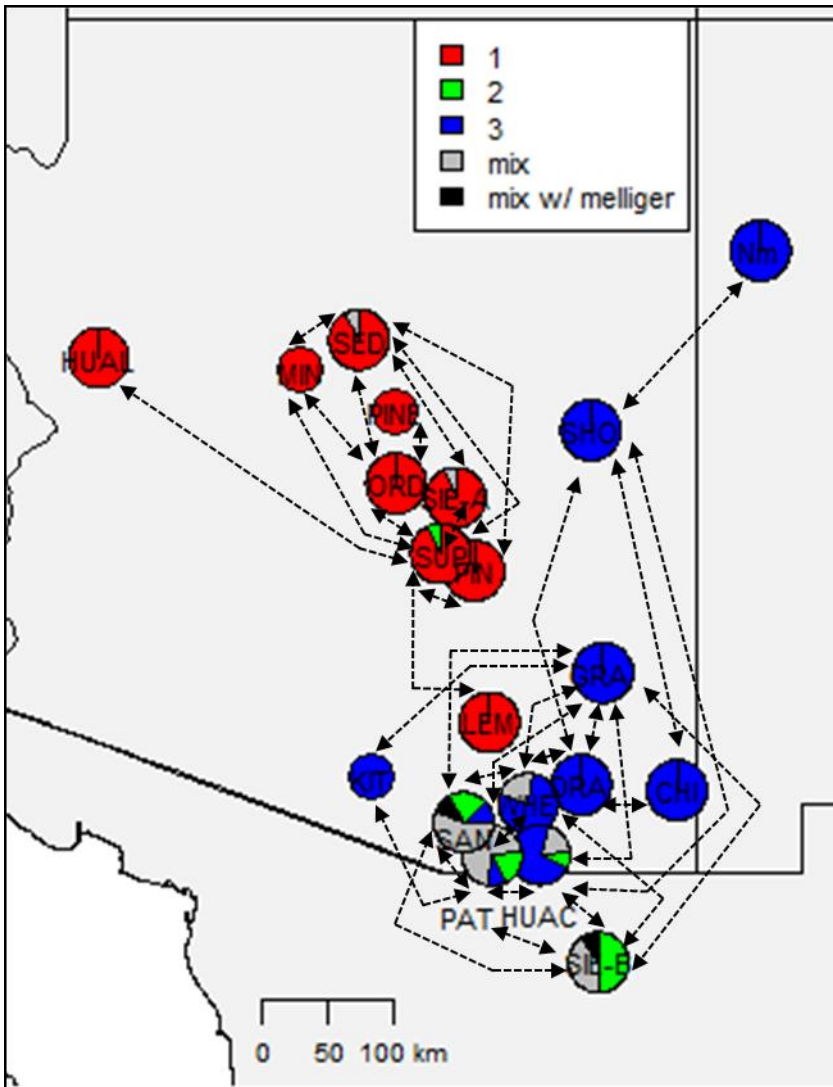 1
2
3
mix
mix w/ melliger
Nm
HUAL
SED
MIN
PINE
SHO
ORD
SIE-A
SUP
PIN
GRA
LEM
KIT
DRA
CHI
WHE
SAN
PAT HUAC
SIE-B
0 50 100 km